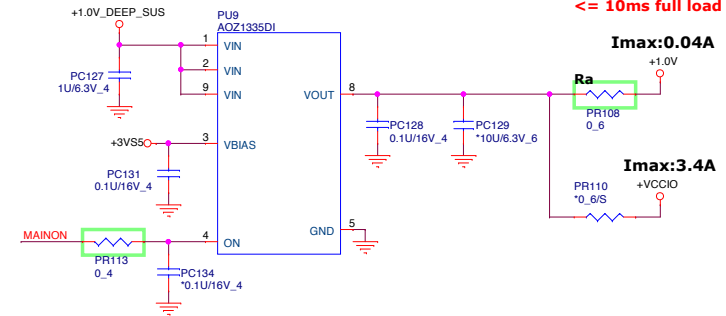 <= 10ms full load
+1.0V_DEEP_SUS
PU9
AOZ1335DI
Imax:0.04A
+1.0V
1
VIN
2
VIN
9
VIN
PC127
1U/6.3V_4
VOUT
8
Ra
PR108
0_6
PC128
0.1U/16V_4
PC129
*10U/6.3V_6
+3VS5
3
VBIAS
PC131
0.1U/16V_4
Imax:3.4A
+VCCIO
PR110
*0_6/S
MAINON
4
ON
GND
5
PR113
0_4
PC134
*0.1U/16V_4